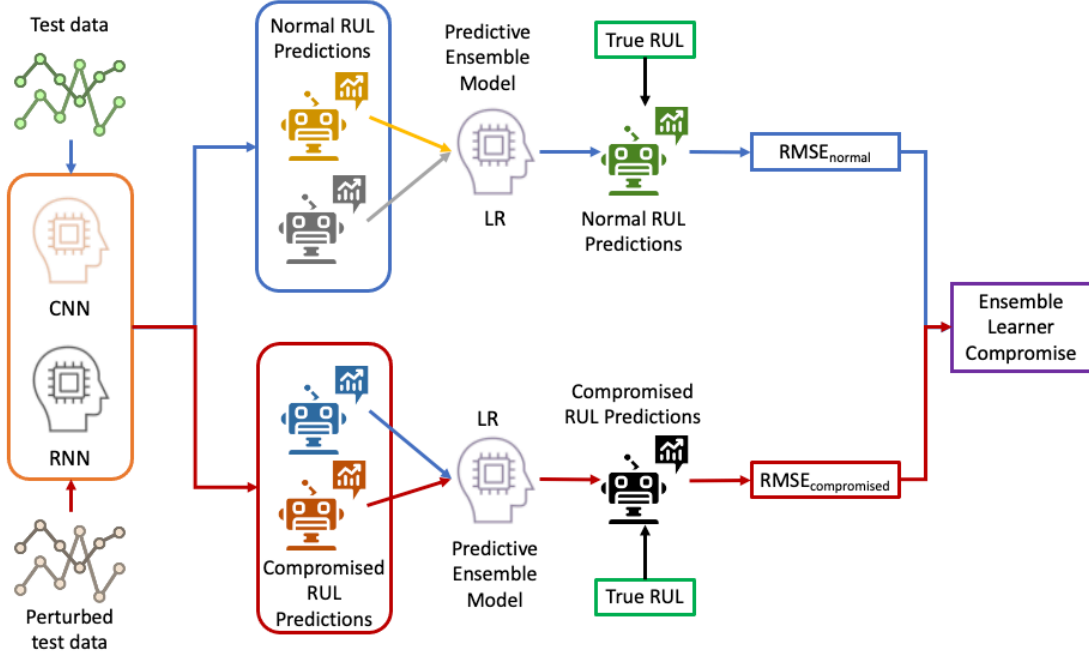 Test data
CNN
RNN
Perturbed
test data
Normal RUL
Predictions
Predictive
Ensemble
Model
LR
True RUL
Normal RUL
Predictions
RMSEnormal
Compromised
RUL
Predictions
LR
Predictive
Ensemble
Model
Compromised
RUL Predictions
True RUL
RMSEcompromised
Ensemble
Learner
Compromise